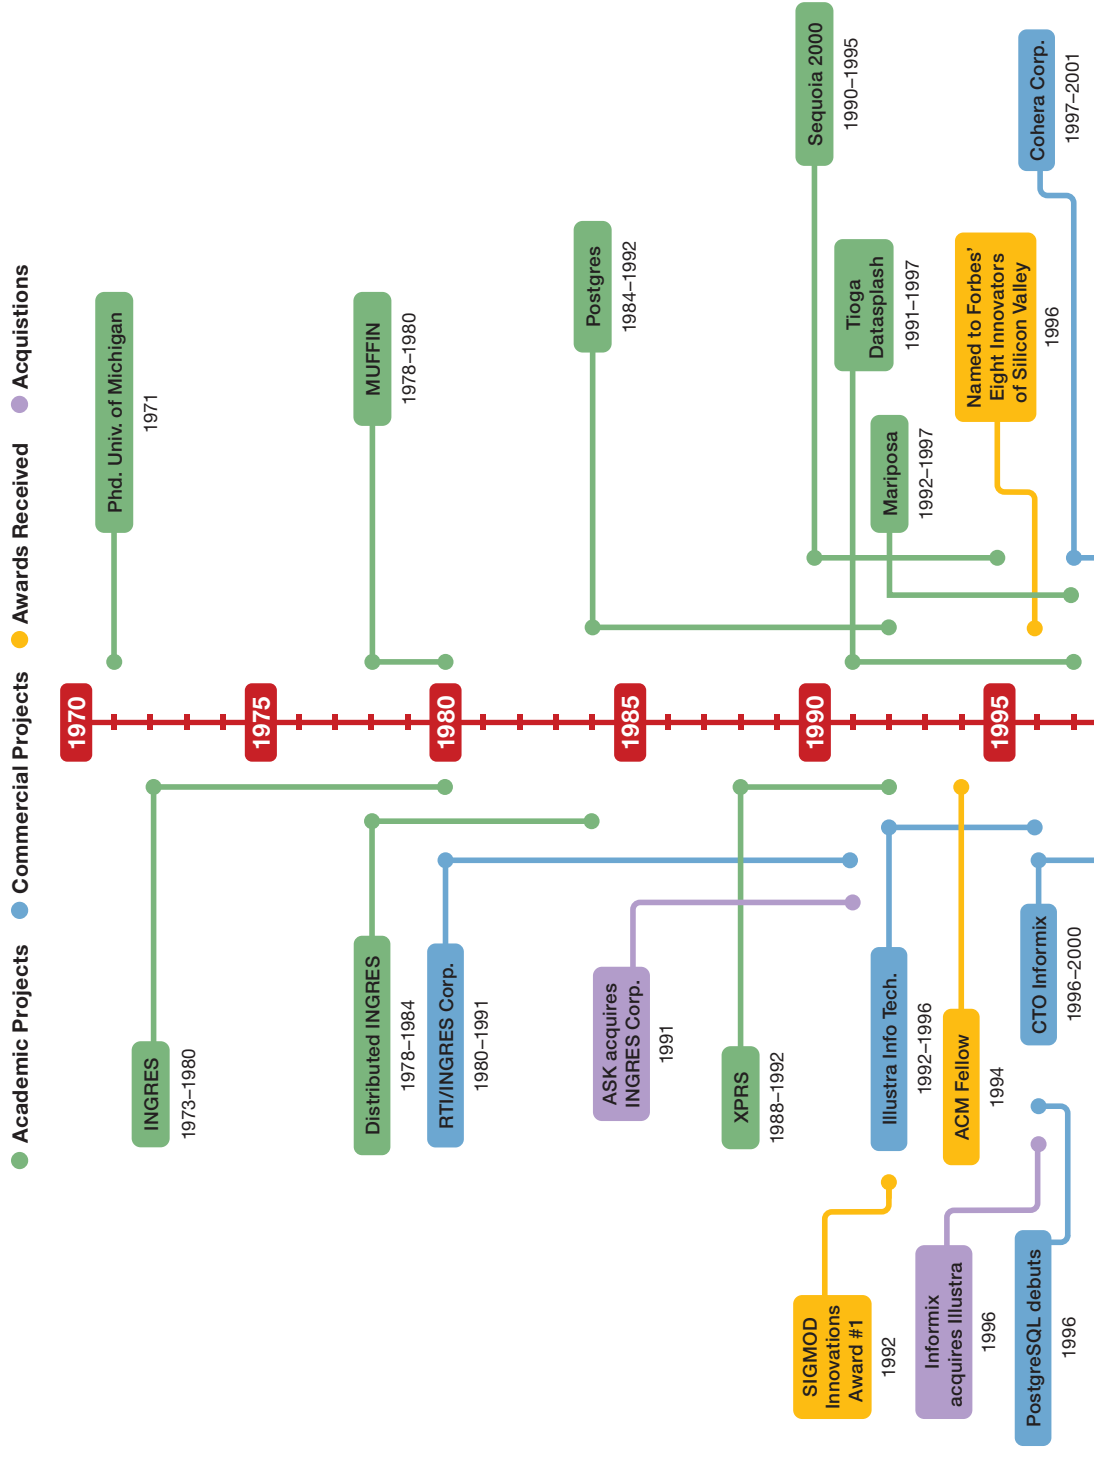 Academic Projects
Commercial Projects
Awards Received
Acquistions
1970
1975
1980
1985
1990
1995
Phd. Univ. of Michigan
1971
MUFFIN
1978–1980
Postgres
1984–1992
Sequoia 2000
1990–1995
Tioga
Datasplash
1991–1997
Mariposa
1992–1997
Named to Forbes’
Eight Innovators
of Silicon Valley
1996
Cohera Corp.
1997–2001
INGRES
1973–1980
Distributed INGRES
1978–1984
RTI/INGRES Corp.
1980–1991
ASK acquires
INGRES Corp.
1991
XPRS
1988–1992
Illustra Info Tech.
1992–1996
ACM Fellow
1994
CTO Informix
1996–2000
SIGMOD
Innovations
Award #1
1992
Informix
acquires Illustra
1996
PostgreSQL debuts
1996